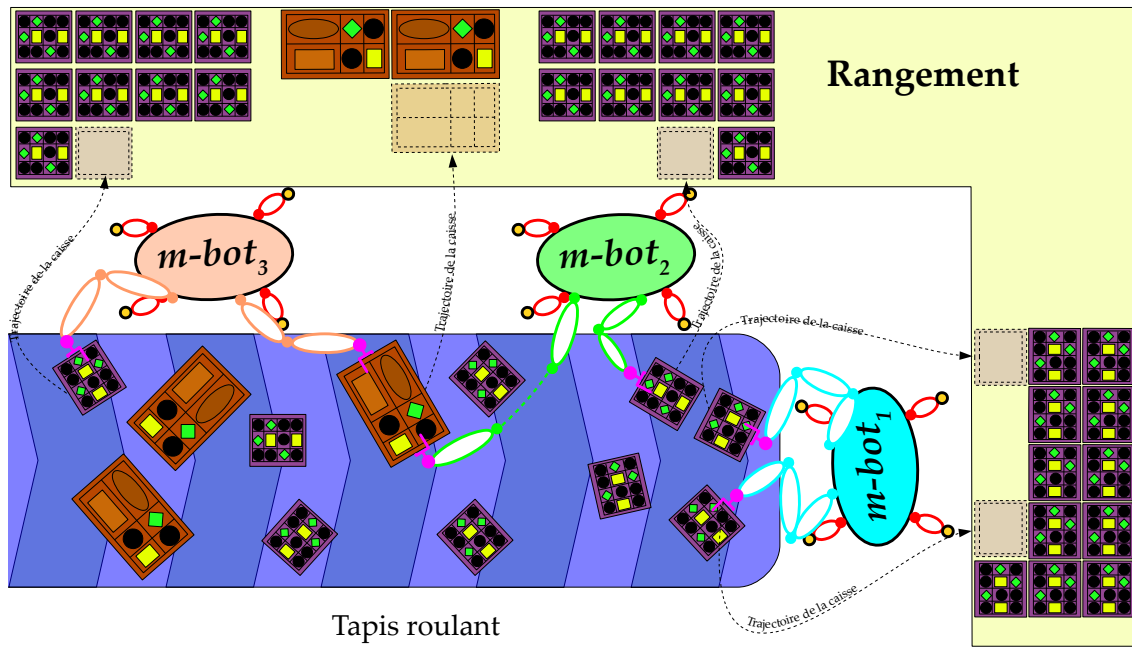 Rangement
m-bot3
m-bot2
Trajectoire de la caisse
Trajectoire de la caisse
Trajectoire de la caisse
Trajectoire de la caisse
m-bot1
Trajectoire de la caisse
Tapis roulant